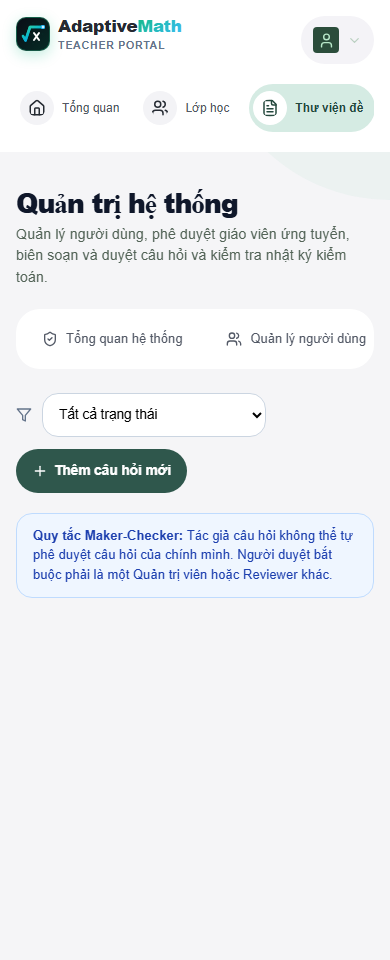 AdaptiveMath
TEACHER PORTAL
Tổng quan
Lớp học
Thư viện đề
Quản trị hệ thống
Quản lý người dùng, phê duyệt giáo viên ứng tuyển,
biên soạn và duyệt câu hỏi và kiểm tra nhật ký kiểm
toán.
Tổng quan hệ thống
Quản lý người dùng
Tất cả trạng thái
Thêm câu hỏi mới
Quy tắc Maker-Checker: Tác giả câu hỏi không thể tự
phê duyệt câu hỏi của chính mình. Người duyệt bắt
buộc phải là một Quản trị viên hoặc Reviewer khác.